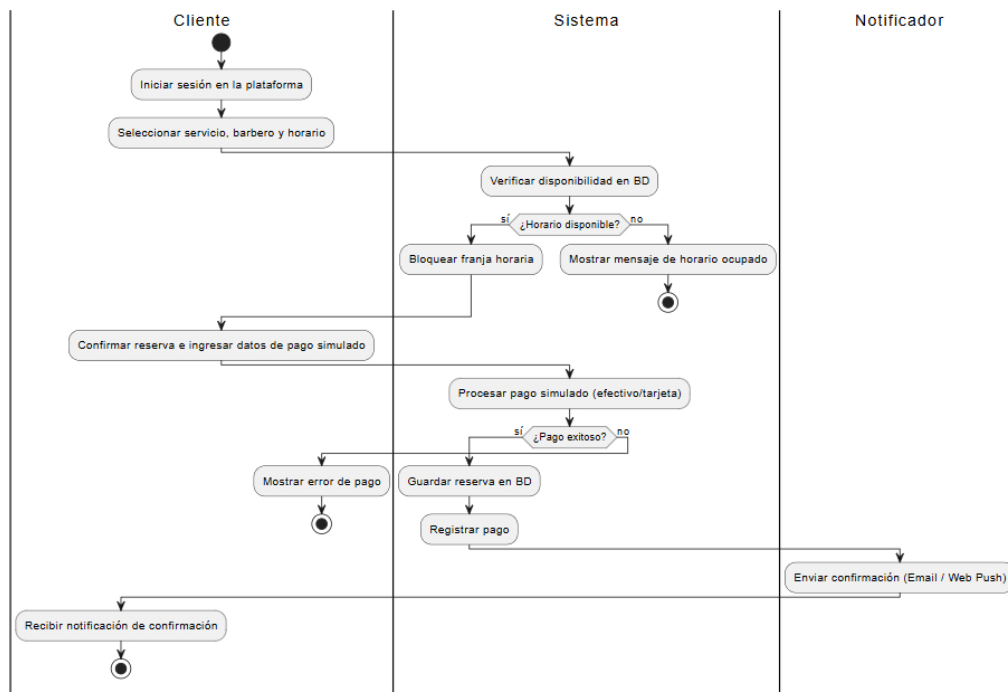 Cliente
Sistema
Notificador
Iniciar sesión en la plataforma
Seleccionar servicio, barbero y horario
Verificar disponibilidad en BD
sí
¿Horario disponible?
no
Bloquear franja horaria
Mostrar mensaje de horario ocupado
Confirmar reserva e ingresar datos de pago simulado
Procesar pago simulado (efectivo/tarjeta)
sí
¿Pago exitoso?
no
Mostrar error de pago
Guardar reserva en BD
Registrar pago
Enviar confirmación (Email / Web Push)
Recibir notificación de confirmación